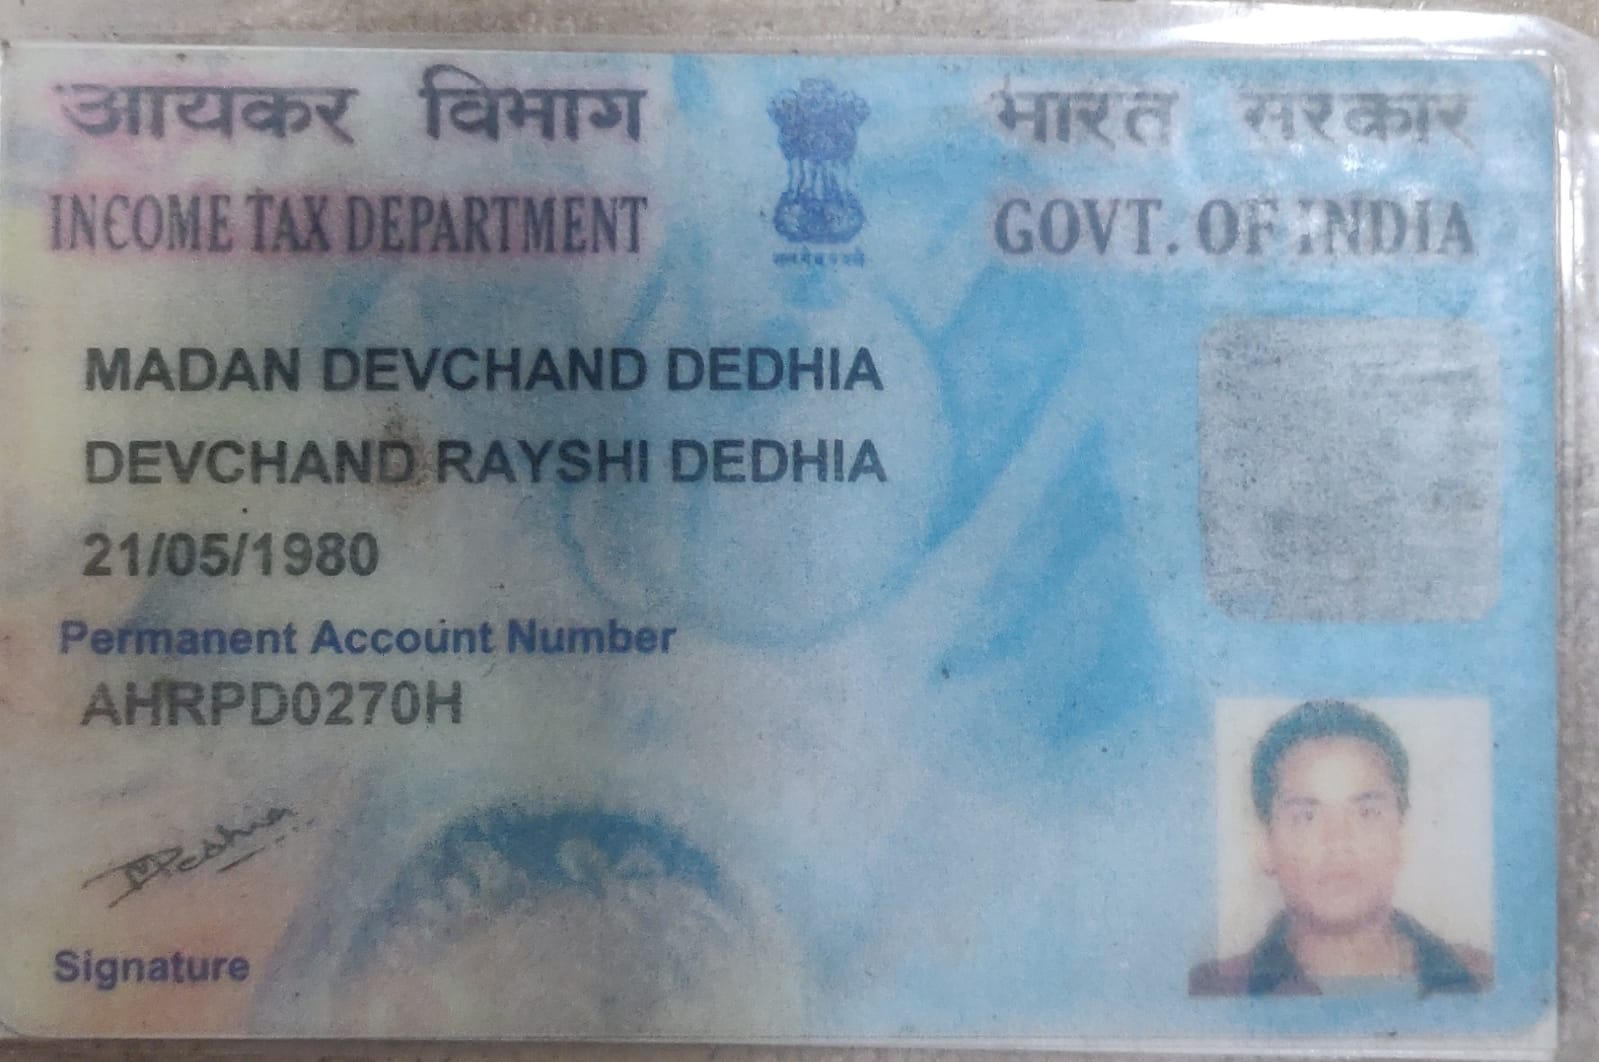 आयकर विभाग
INCOME TAX DEPARTMENT
भारत सरकार
GOVT. OF INDIA
MADAN DEVCHAND DEDHIA
DEVCHAND RAYSHI DEDHIA
21/05/1980
Permanent Account Number
AHRPD0270H
MDedhia
Signature